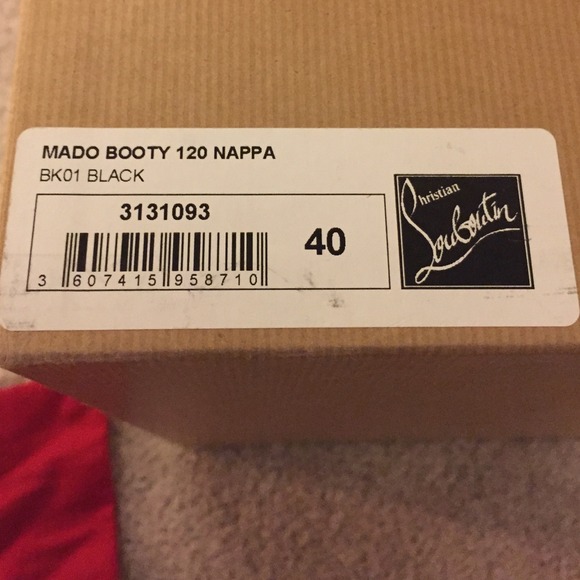 MADO BOOTY 120 NAPPA
BK01 BLACK
3131093
3 607415 958710
40
Christian
Louboutin